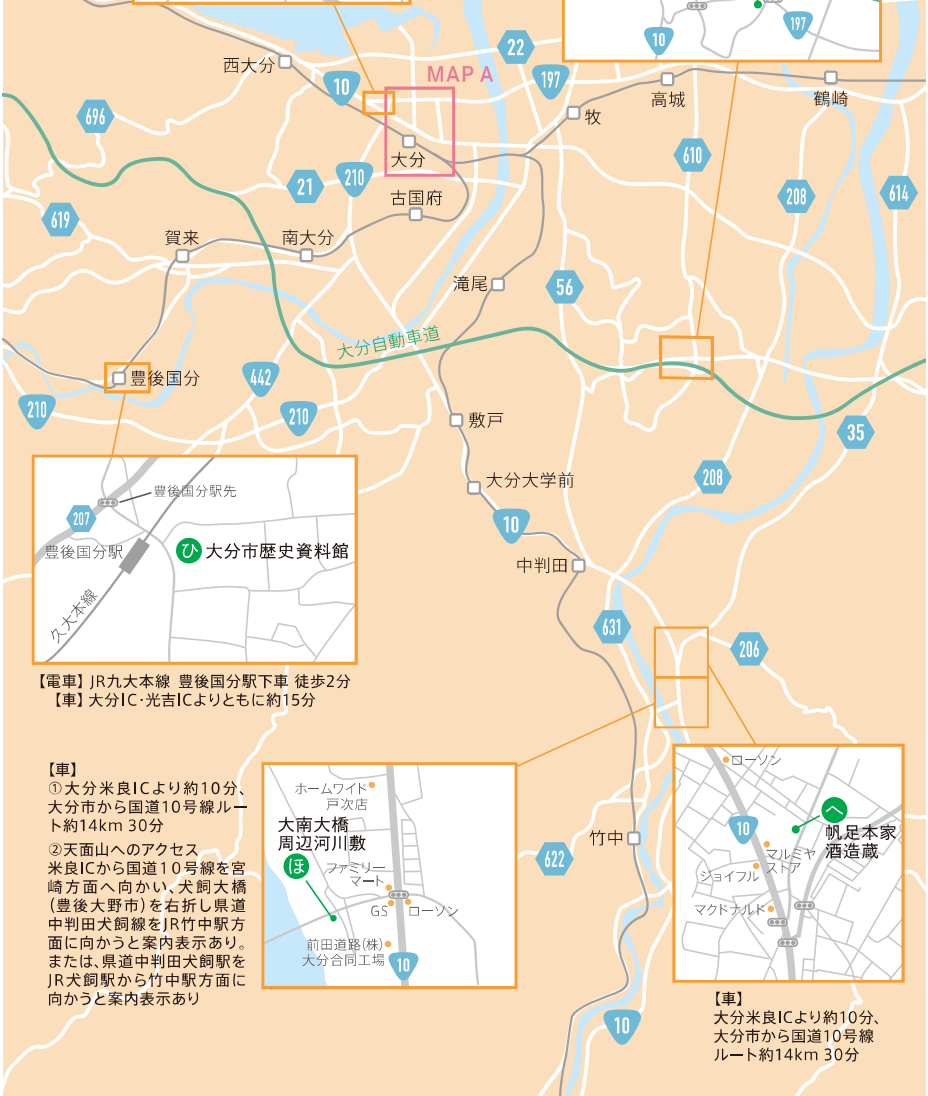 10
197
22
西大分
MAP A
10
197
高城
鶴崎
牧
696
大分
610
21
210
208
614
古国府
619
賀来
南大分
滝尾
56
大分自動車道
豊後国分
442
210
210
敷戸
35
大分大学前
208
10
中判田
631
206
豊後国分駅先
207
豊後国分駅
ひ 大分市歴史資料館
久大本線
【電車】 JR九大本線 豊後国分駅下車 徒歩2分
【車】 大分IC・光吉ICよりともに約15分
【車】
①大分米良ICより約10分、
大分市から国道10号線ルー
ト約14km 30分
②天面山へのアクセス
米良ICから国道10号線を宮
崎方面へ向かい、犬飼大橋
(豊後大野市)を右折し県道
中判田犬飼線をJR竹中駅方
面に向かうと案内表示あり。
または、県道中判田犬飼駅を
JR犬飼駅から竹中駅方面に
向かうと案内表示あり
ホームワイド
戸次店
大南大橋
周辺河川敷
ほ
ファミリー
マート
GS
ローソン
前田道路(株)
大分合同工場
10
622
竹中
10
ローソン
へ
帆足本家
酒造蔵
10
マルミヤ
ストア
ジョイフル
マクドナルド
【車】
大分米良ICより約10分、
大分市から国道10号線
ルート約14km 30分